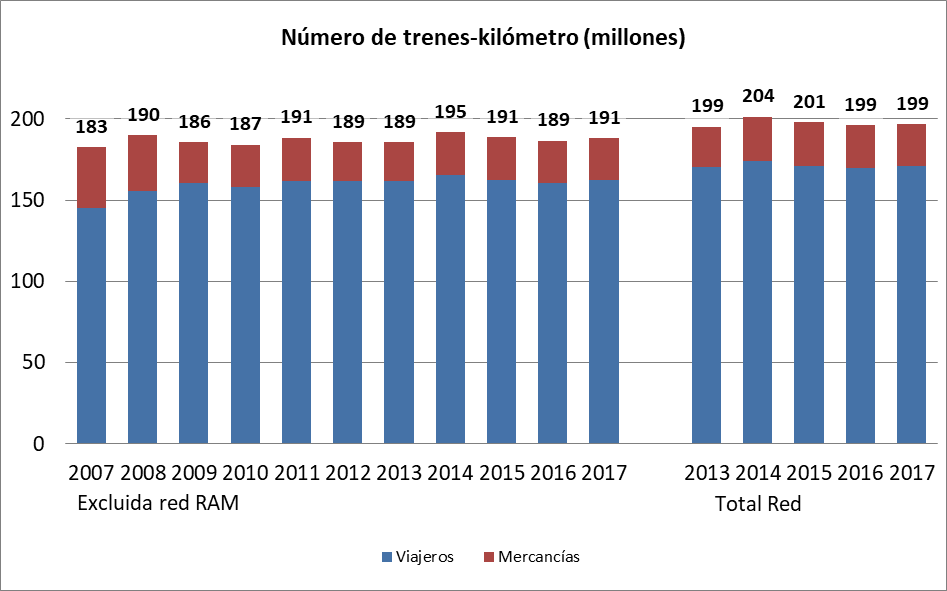 Número de trenes-kilómetro (millones)
183 190 186 187 191 189 189 195 191 189 191 199 204 201 199 199
200
150
100
50
0
2007 2008 2009 2010 2011 2012 2013 2014 2015 2016 2017 2013 2014 2015 2016 2017
Excluida red RAM Total Red
Viajeros Mercancías